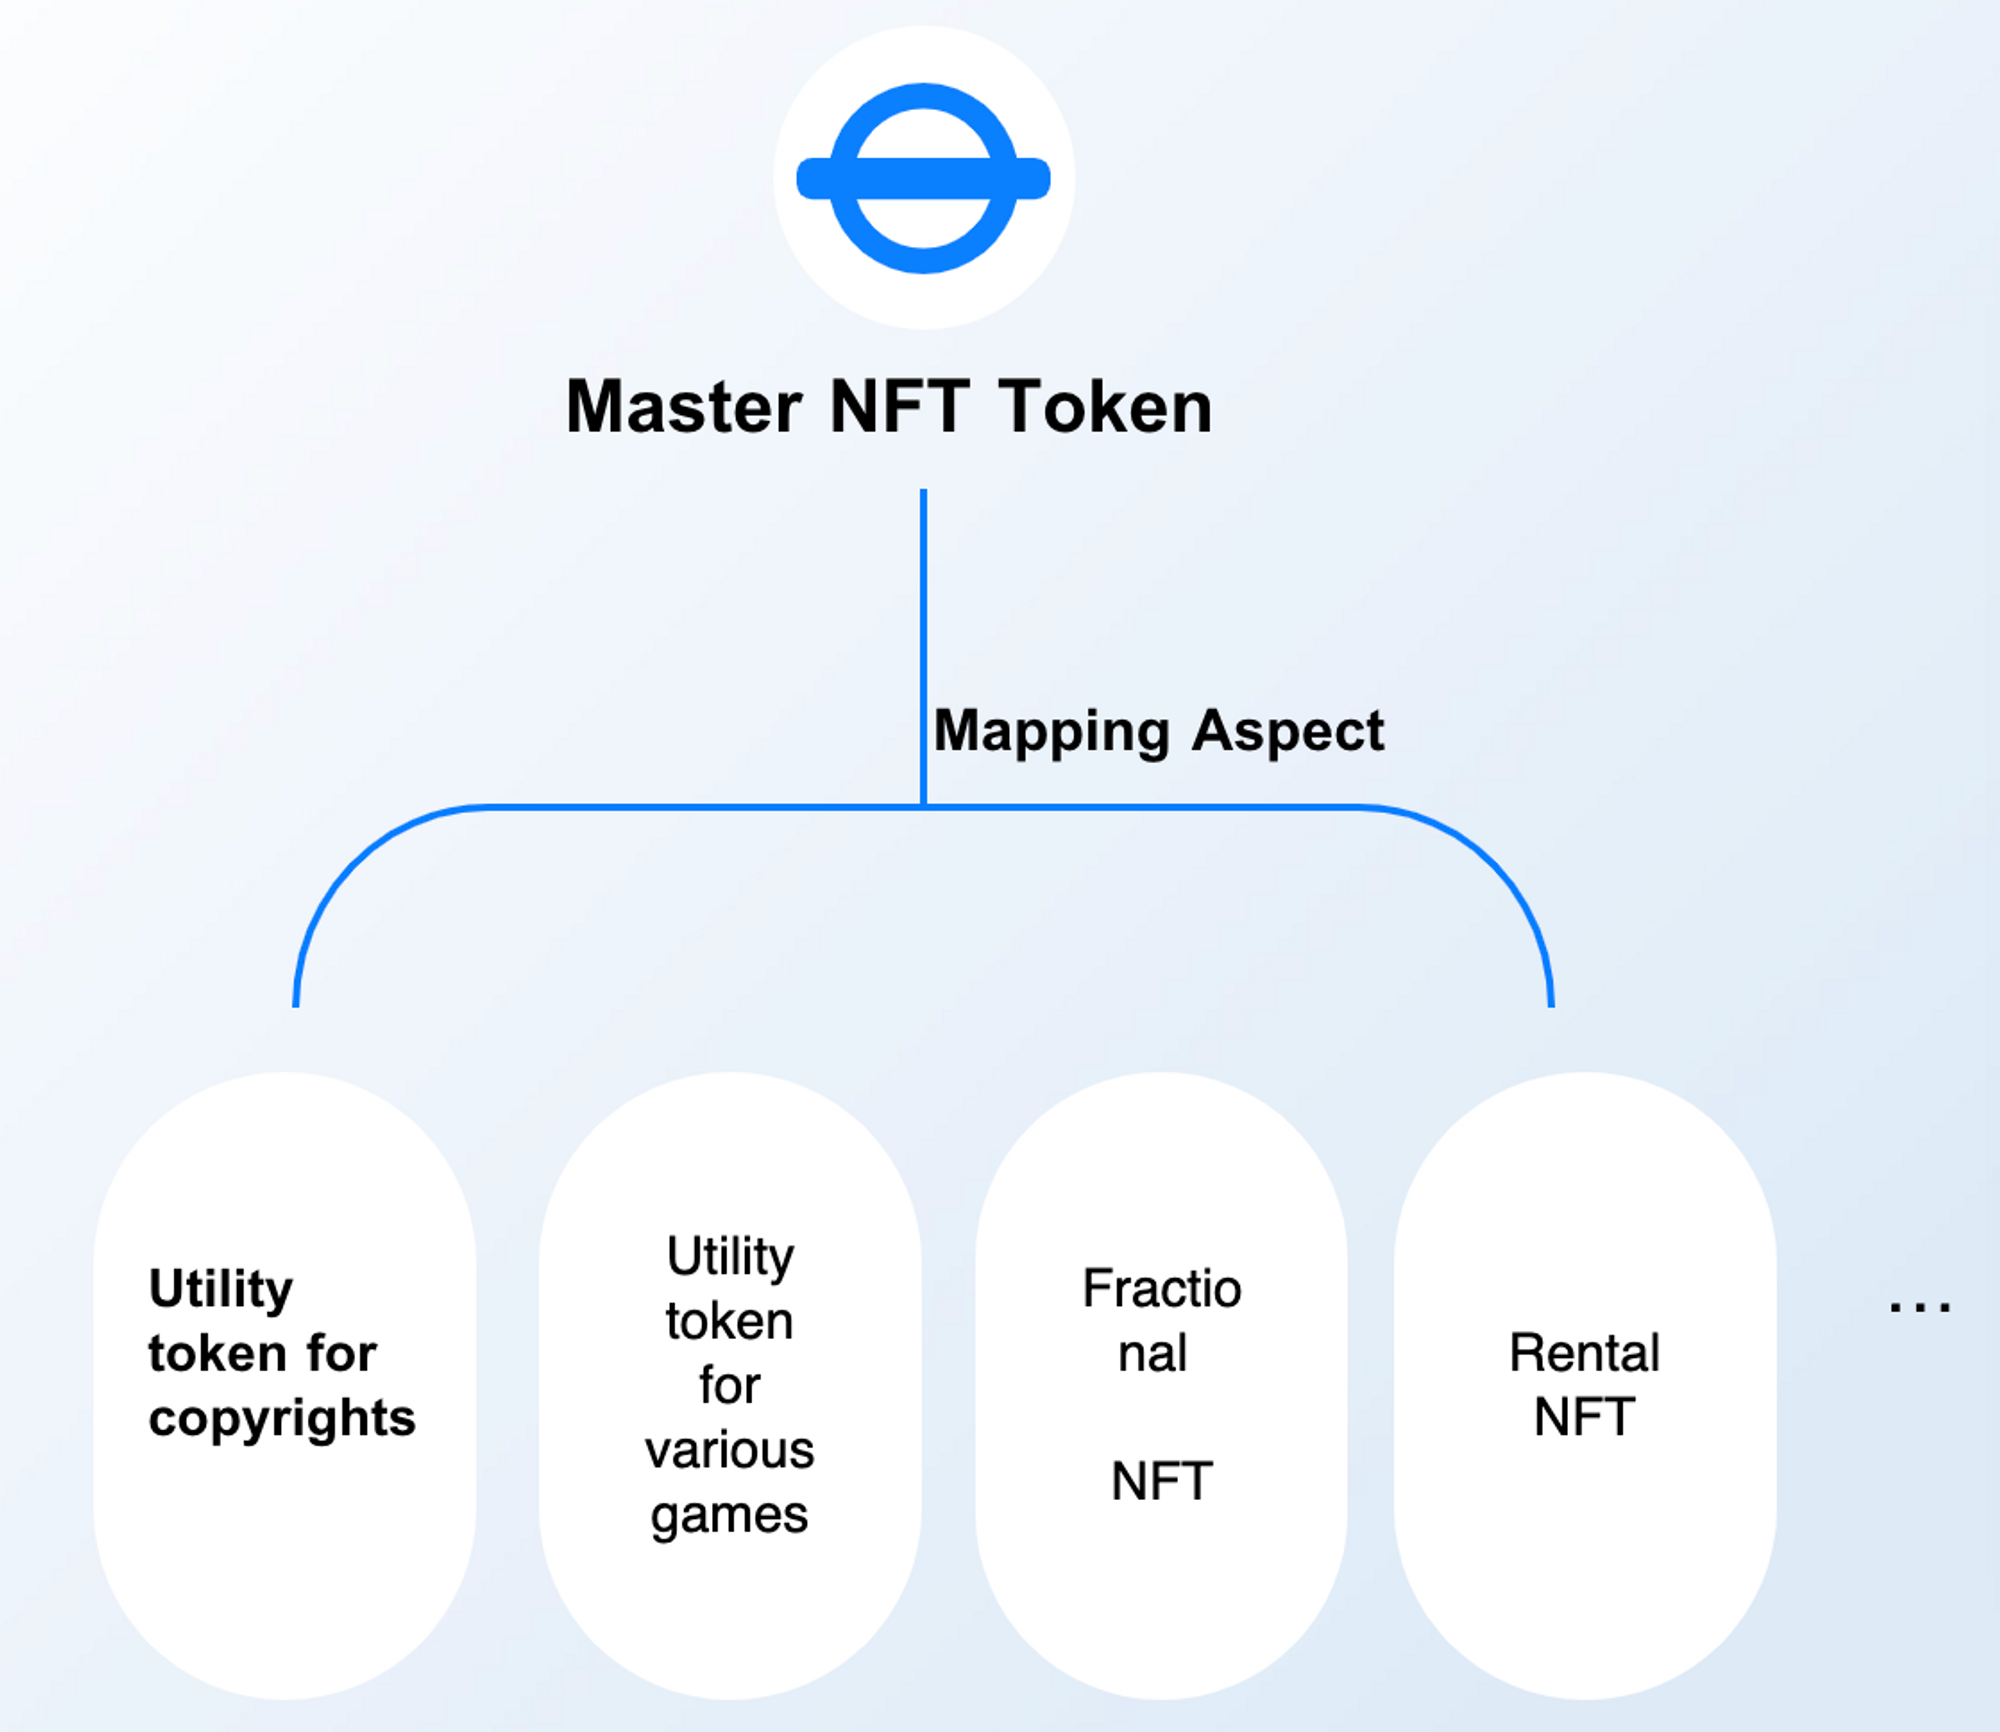 Master NFT Token
Mapping Aspect
Utility
token for
copyrights
Utility
token
for
various
games
Fractio
nal
NFT
Rental
NFT
...